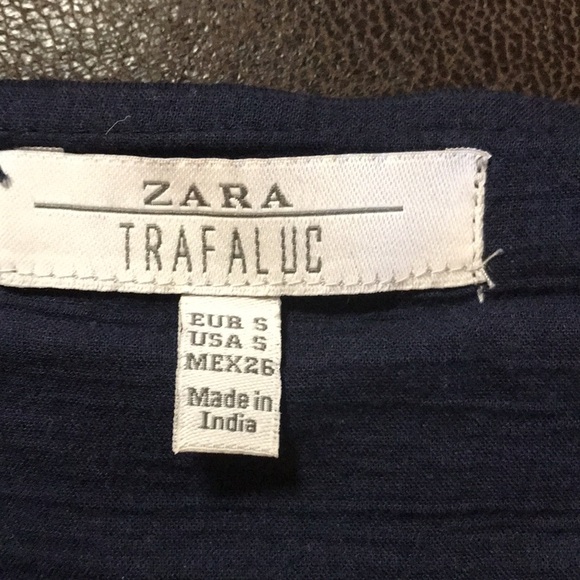 ZARA
TRAFALUC
EUR S
USA S
MEX26
Made in
India